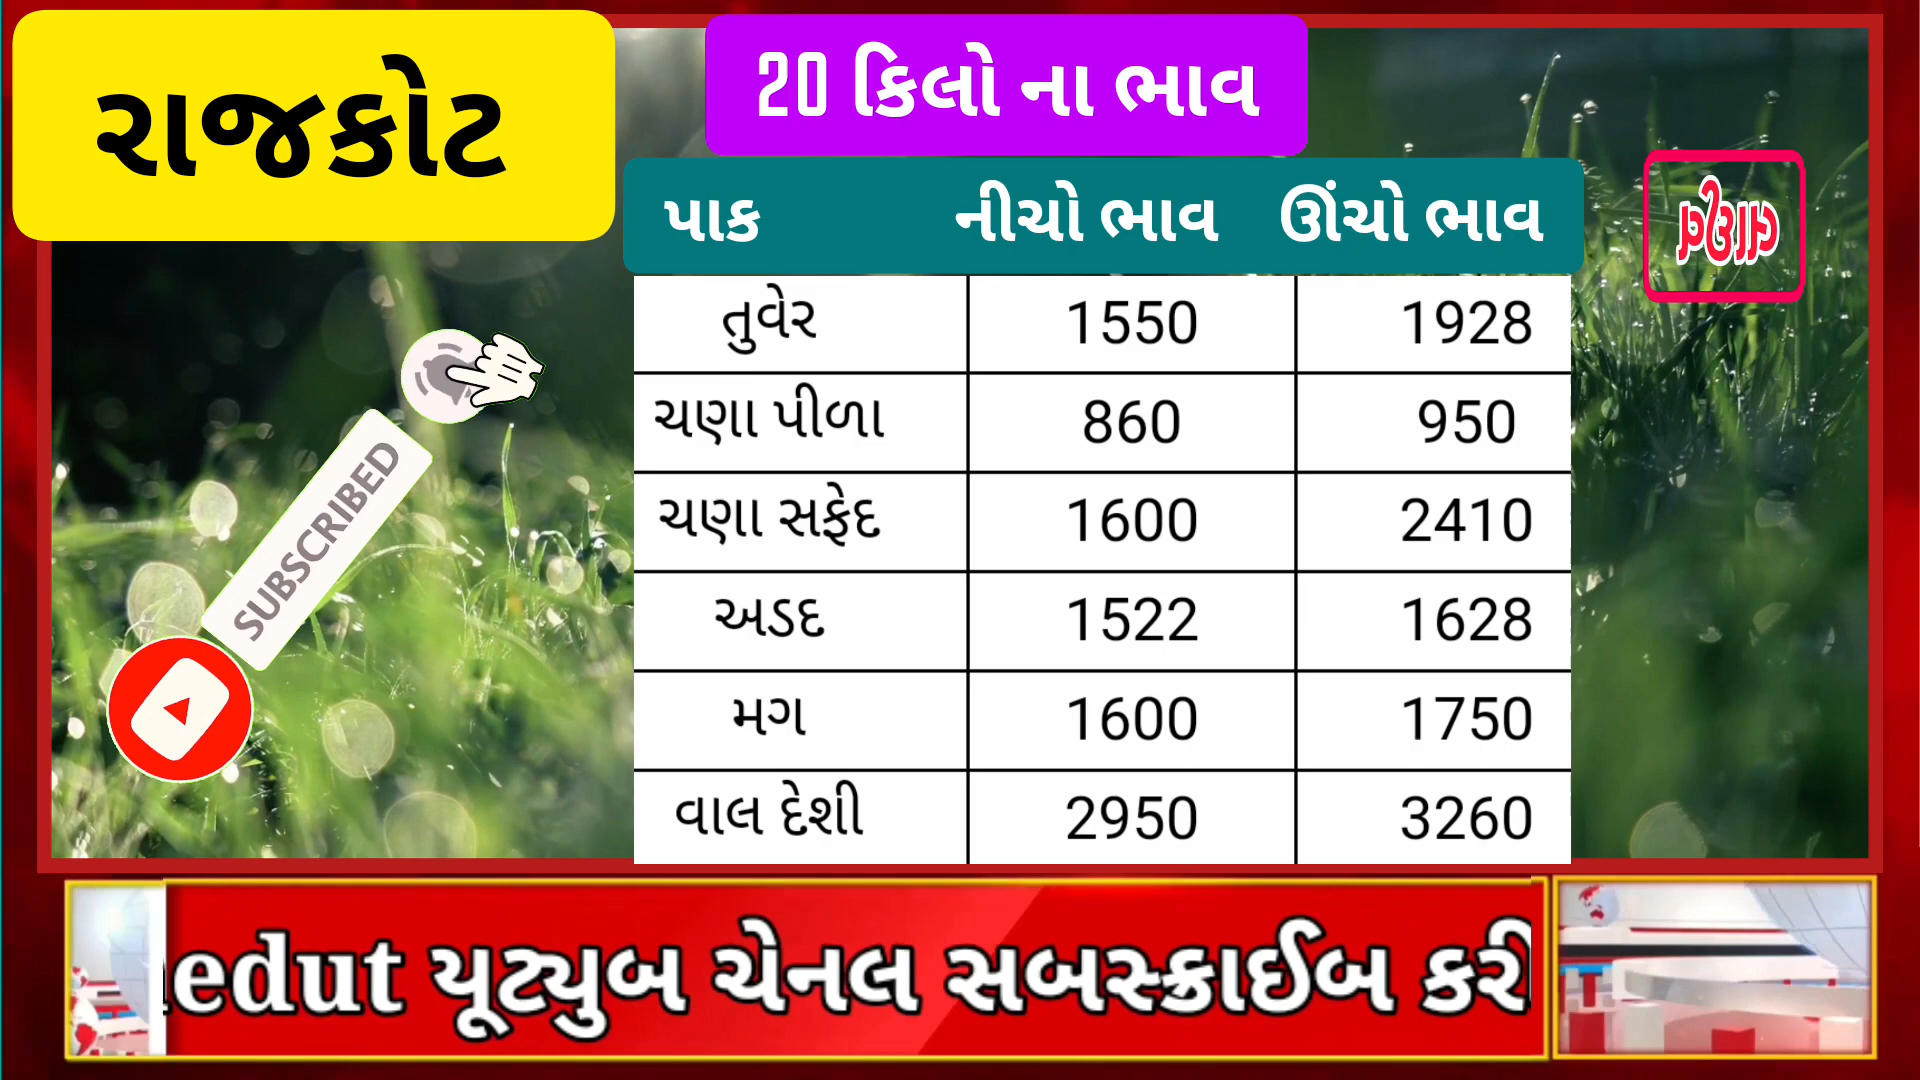 રાજકોટ
20 કિલો ના ભાવ
પાક નીચો ભાવ ઊંચો ભાવ
તુવેર 1550 1928
ચણા પીળા 860 950
ચણા સફેદ 1600 2410
અડદ 1522 1628
મગ 1600 1750
વાલ દેશી 2950 3260
SUBSCRIBED
edut યૂટ્યુબ ચેનલ સબસ્ક્રાઈબ કરી